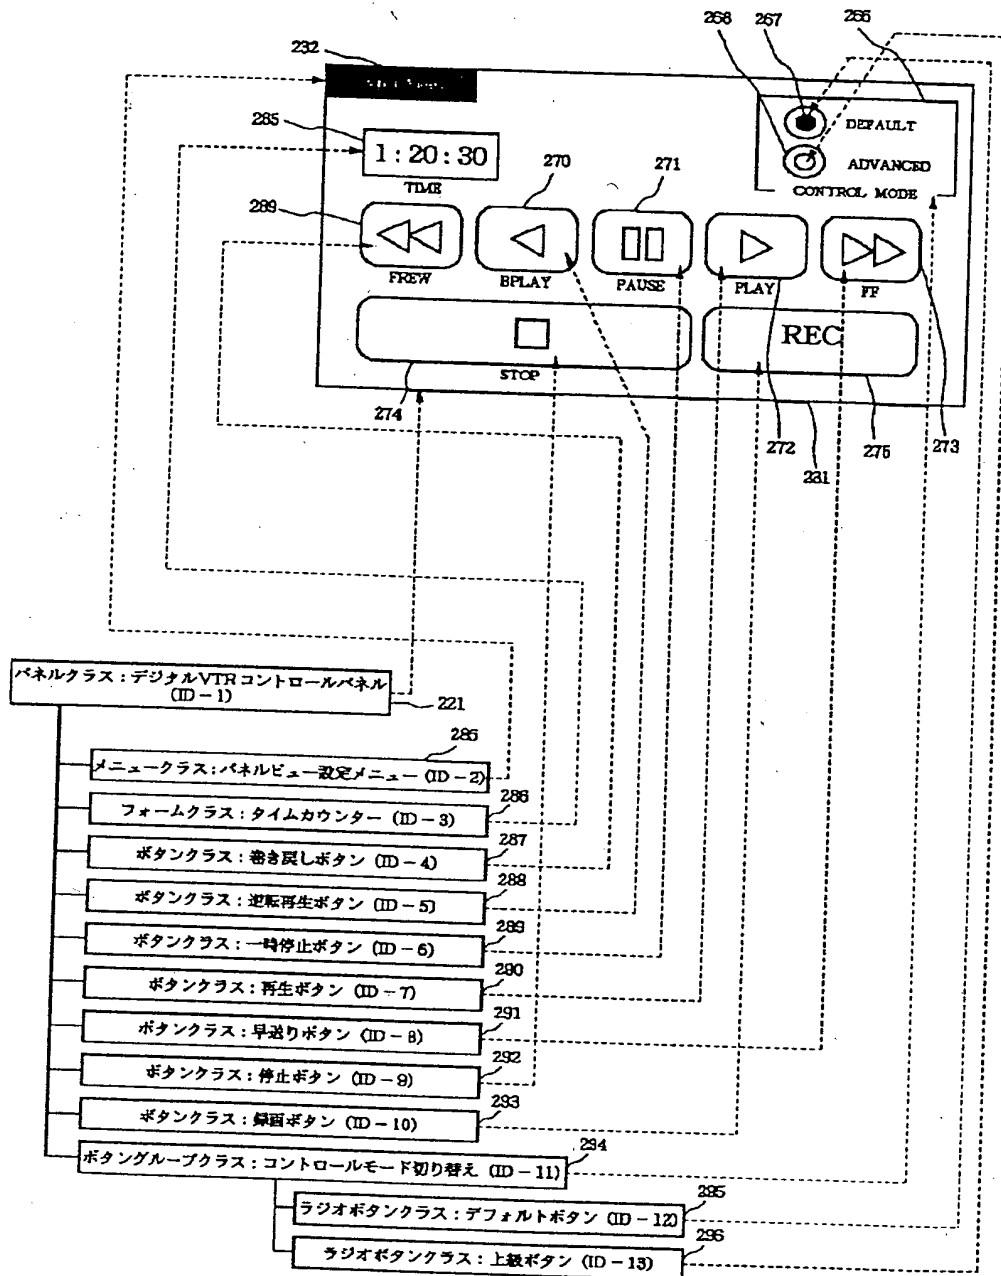 268
267
266
232
DEFAULT
285
ADVANCED
1:20:30
270
271
TIME
CONTROL MODE
289
FREW
BPLAY
PAUSE
PLAY
FF
REC
STOP
274
272
275
273
231
パネルクラス:デジタルVTRコントロールパネル
(ID-1)
221
285
メニュークラス:パネルビュー設定メニュー (ID-2)
286
フォームクラス:タイムカウンター (ID-3)
287
ボタンクラス:巻き戻しボタン (ID-4)
288
ボタンクラス:逆転再生ボタン (ID-5)
289
ボタンクラス:一時停止ボタン (ID-6)
290
ボタンクラス:再生ボタン (ID-7)
291
ボタンクラス:早送りボタン (ID-8)
292
ボタンクラス:停止ボタン (ID-9)
293
ボタンクラス:録画ボタン (ID-10)
294
ボタングループクラス:コントロールモード切り替え (ID-11)
295
ラジオボタンクラス:デフォルトボタン (ID-12)
296
ラジオボタンクラス:上級ボタン (ID-13)